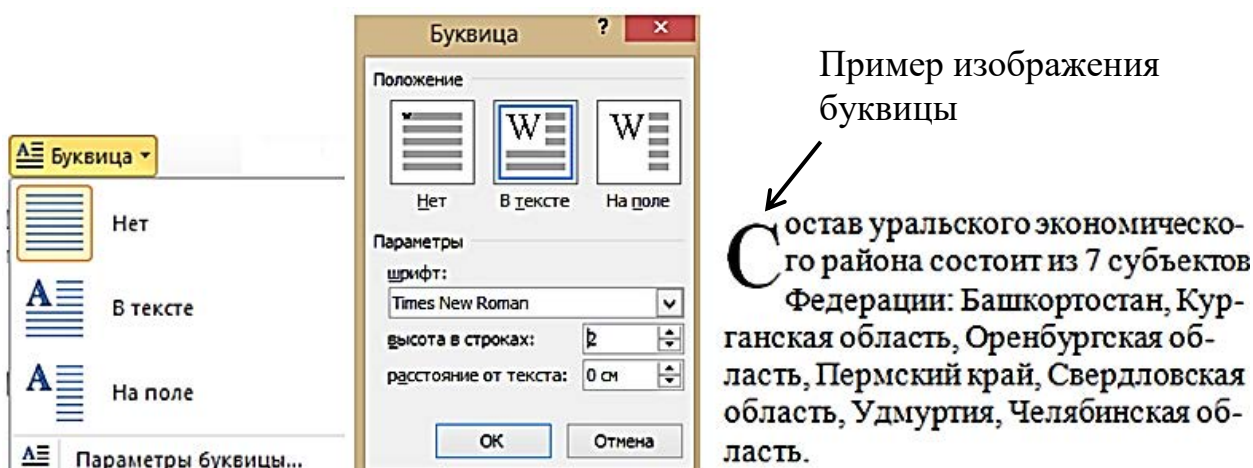 Буквица
Нет
В тексте
На поле
Параметры буквицы...
Буквица ? ×
Положение
W W W
Нет В тексте На поле
Параметры
шрифт:
Times New Roman
высота в строках: 2
расстояние от текста: 0 см
ОК Отмена
Пример изображения
буквицы
Состав уральского экономическо-
го района состоит из 7 субъектов
Федерации: Башкортостан, Кур-
ганская область, Оренбургская об-
ласть, Пермский край, Свердловская
область, Удмуртия, Челябинская об-
ласть.